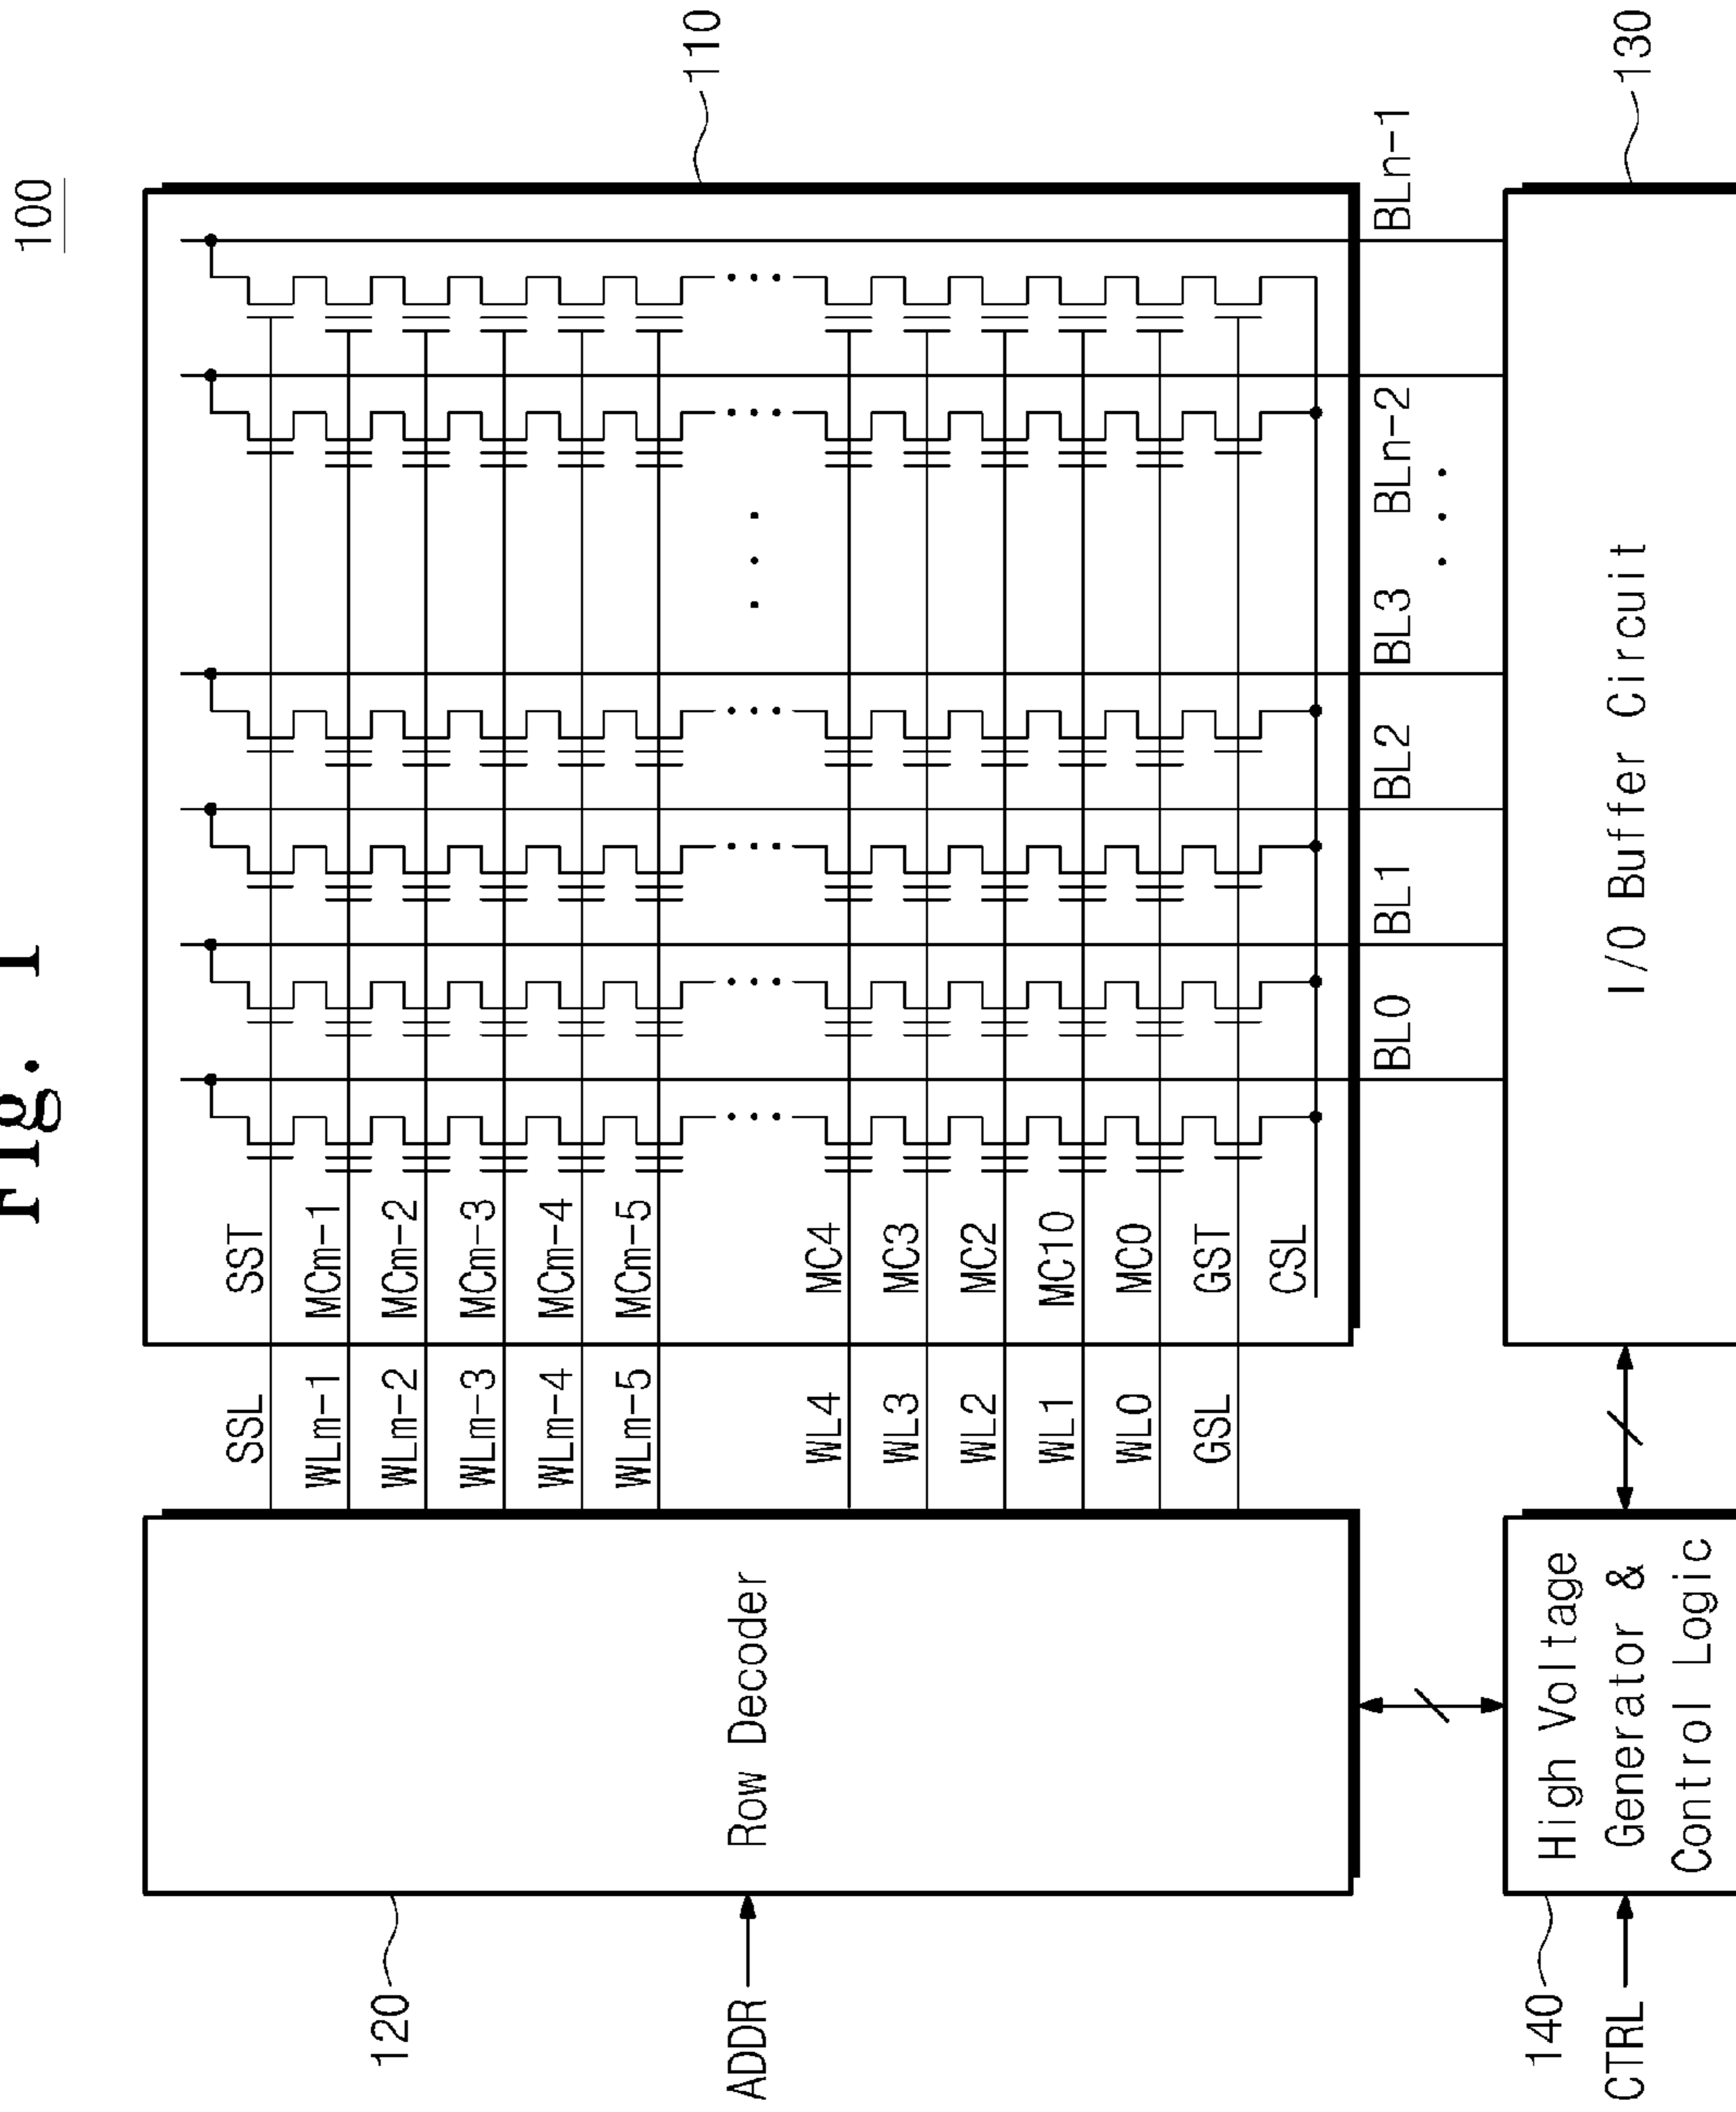 Fig. 1
100
110
120
ADDR
Row Decoder
SSL
WLm-1
WLm-2
WLm-3
WLm-4
WLm-5
WL4
WL3
WL2
WL1
WL0
GSL
SST
MCm-1
MCm-2
MCm-3
MCm-4
MCm-5
MC4
MC3
MC2
MC10
MC0
GST
CSL
BL0
BL1
BL2
BL3
BLn-2
BLn-1
140
CTRL
High Voltage
Generator &
Control Logic
I/O Buffer Circuit
130